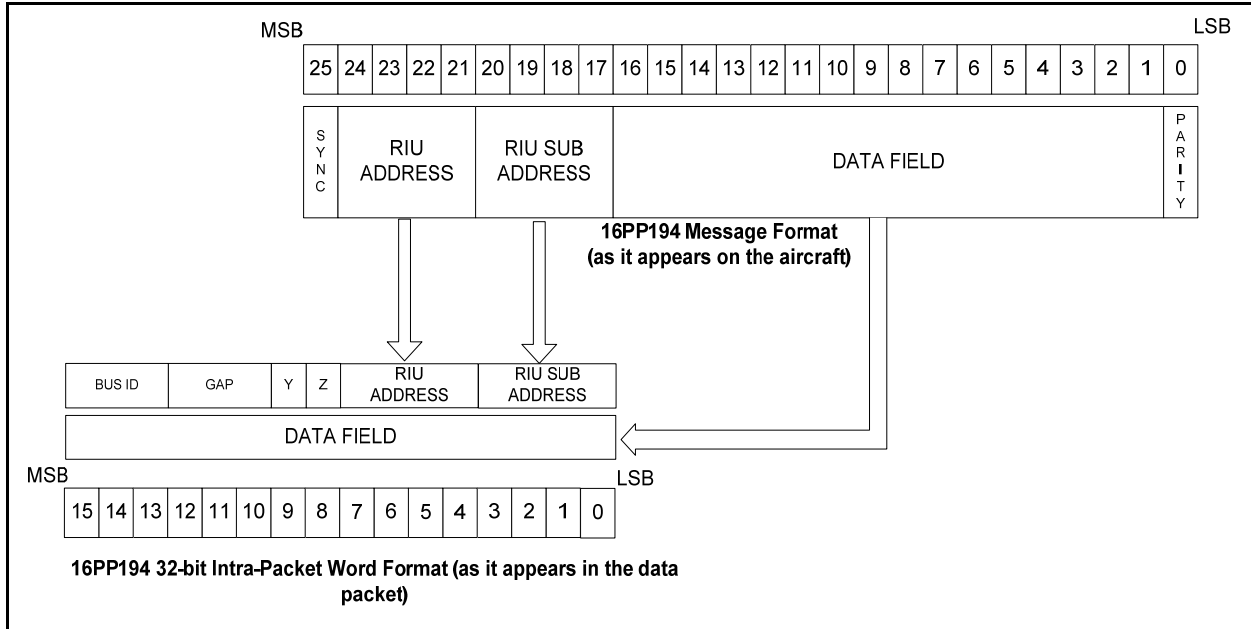 MSB LSB
25 24 23 22 21 20 19 18 17 16 15 14 13 12 11 10 9 8 7 6 5 4 3 2 1 0
SYNC
RIU
ADDRESS
RIU SUB
ADDRESS
DATA FIELD
PARITY
16PP194 Message Format
(as it appears on the aircraft)
BUS ID GAP Y Z
RIU
ADDRESS
RIU SUB
ADDRESS
DATA FIELD
MSB LSB
15 14 13 12 11 10 9 8 7 6 5 4 3 2 1 0
16PP194 32-bit Intra-Packet Word Format (as it appears in the data
packet)